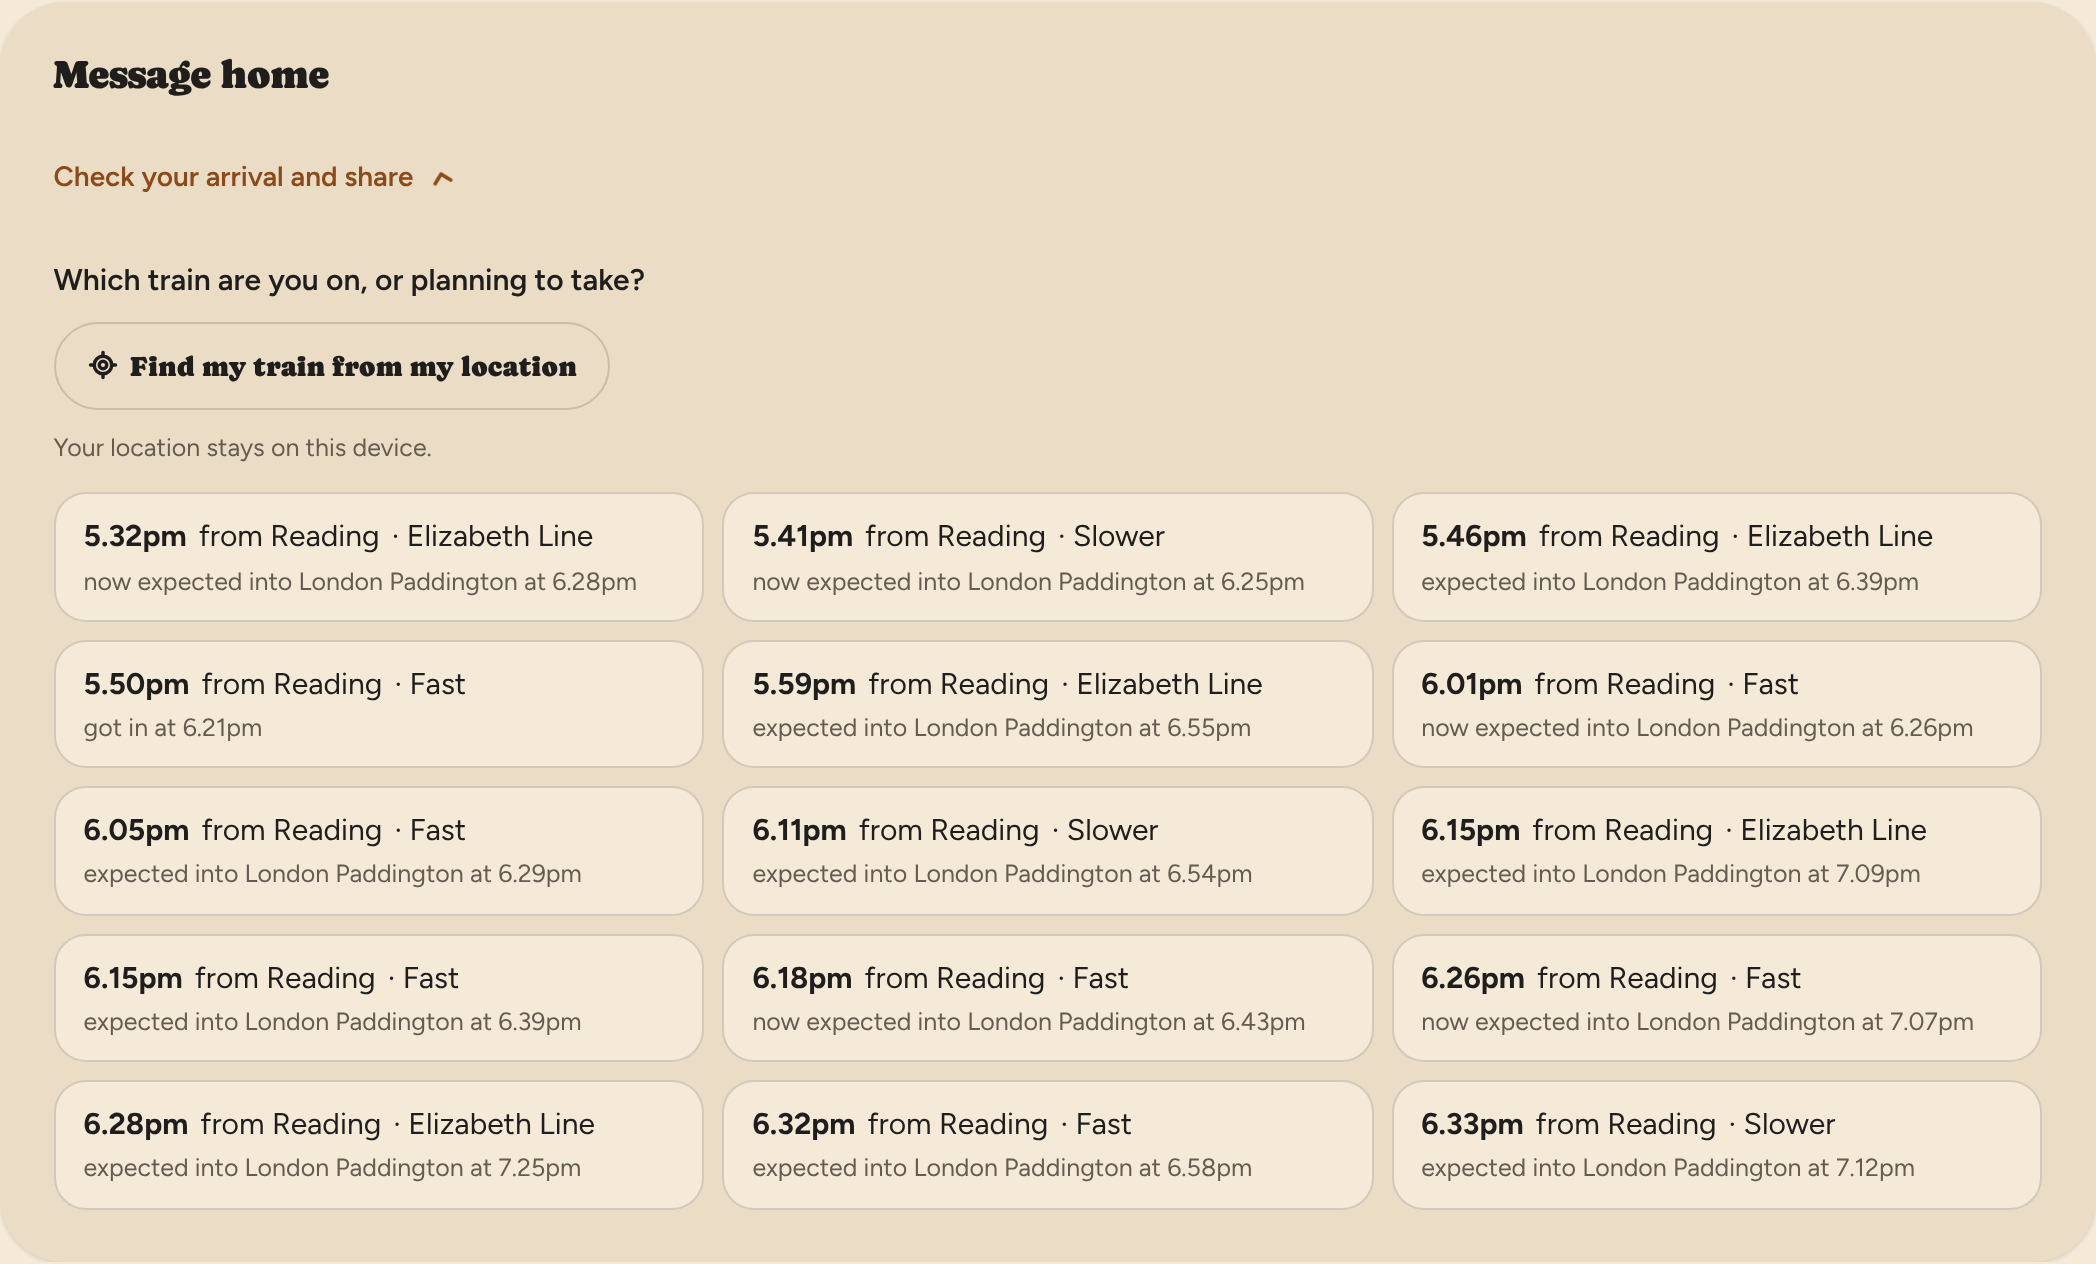 Message home
Check your arrival and share
Which train are you on, or planning to take?
Find my train from my location
Your location stays on this device.
5.32pm from Reading · Elizabeth Line
now expected into London Paddington at 6.28pm
5.41pm from Reading · Slower
now expected into London Paddington at 6.25pm
5.46pm from Reading · Elizabeth Line
expected into London Paddington at 6.39pm
5.50pm from Reading · Fast
got in at 6.21pm
5.59pm from Reading · Elizabeth Line
expected into London Paddington at 6.55pm
6.01pm from Reading · Fast
now expected into London Paddington at 6.26pm
6.05pm from Reading · Fast
expected into London Paddington at 6.29pm
6.11pm from Reading · Slower
expected into London Paddington at 6.54pm
6.15pm from Reading · Elizabeth Line
expected into London Paddington at 7.09pm
6.15pm from Reading · Fast
expected into London Paddington at 6.39pm
6.18pm from Reading · Fast
now expected into London Paddington at 6.43pm
6.26pm from Reading · Fast
now expected into London Paddington at 7.07pm
6.28pm from Reading · Elizabeth Line
expected into London Paddington at 7.25pm
6.32pm from Reading · Fast
expected into London Paddington at 6.58pm
6.33pm from Reading · Slower
expected into London Paddington at 7.12pm